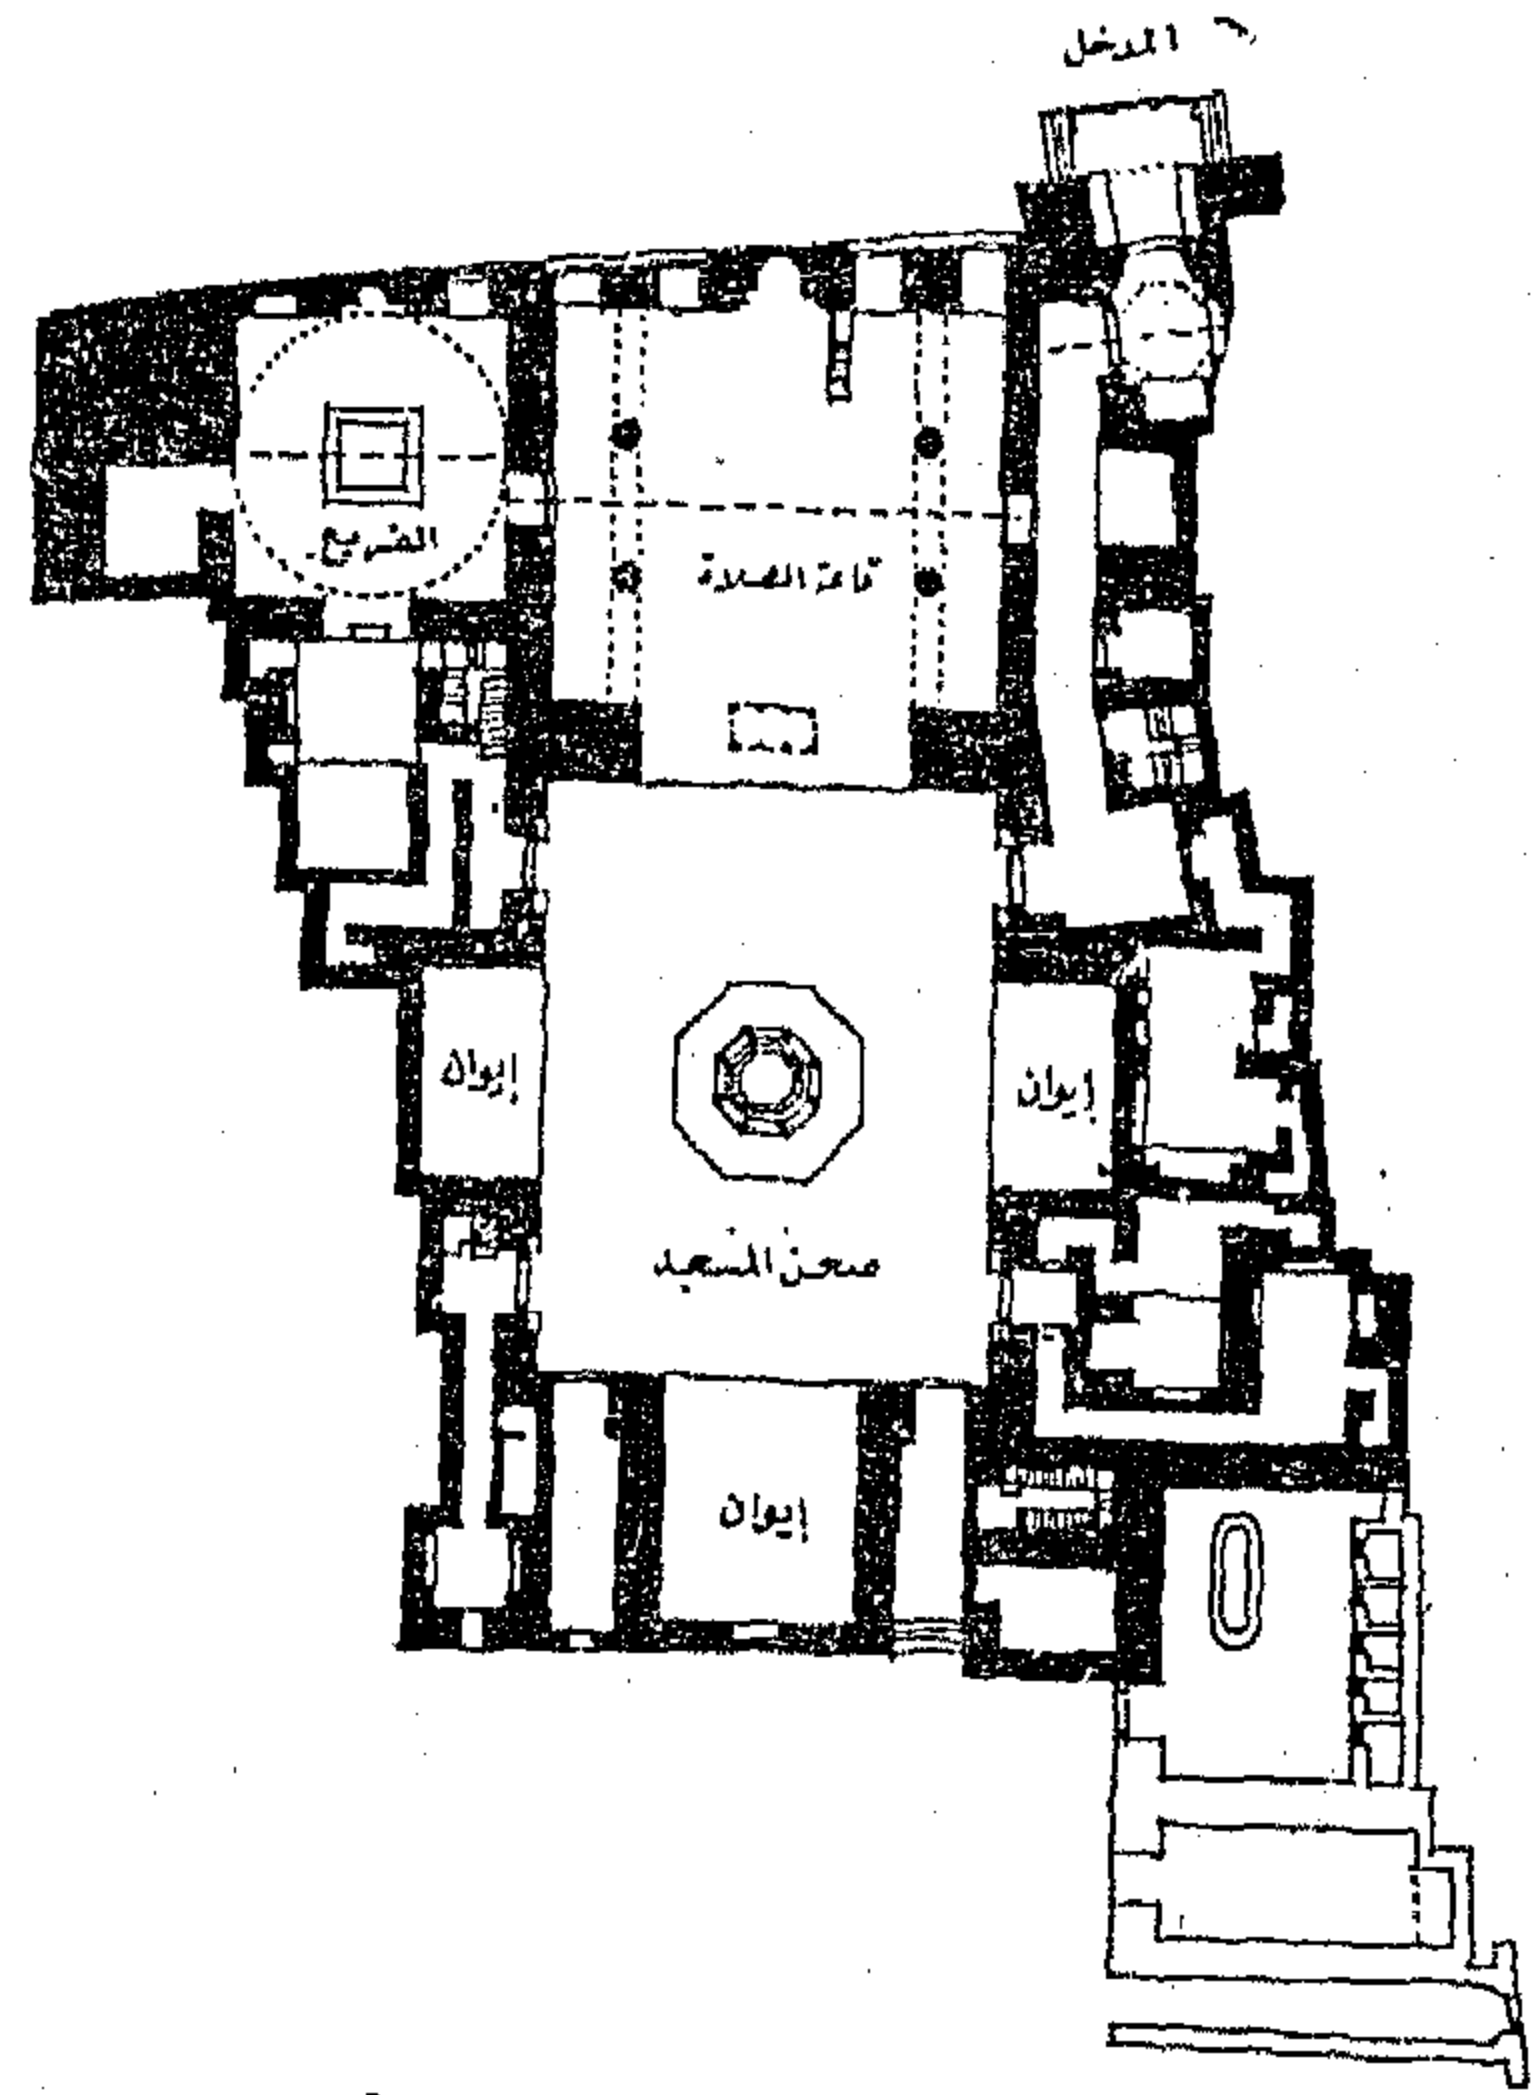 المدخل
الضريح
قاعة الصلاة
إيوان
إيوان
صحن المسجد
إيوان